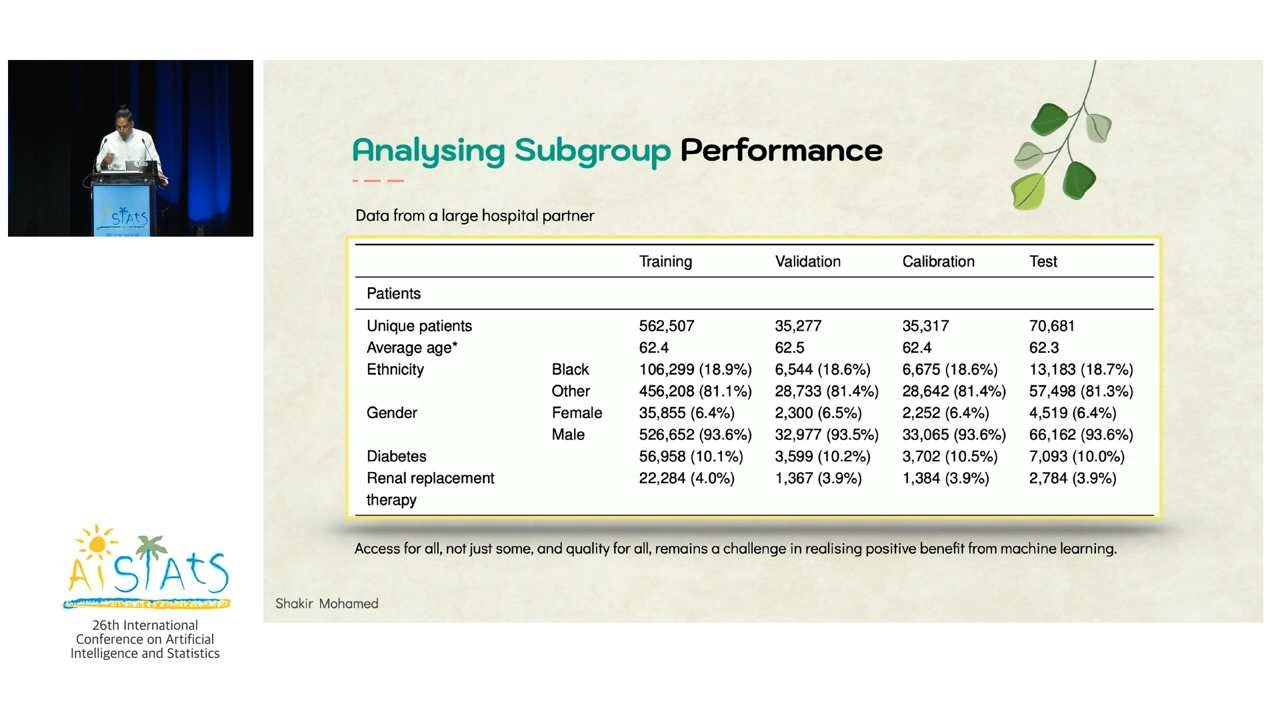 Analysing Subgroup Performance
Data from a large hospital partner
Training Validation Calibration Test
Patients
Unique patients 562,507 35,277 35,317 70,681
Average age* 62.4 62.5 62.4 62.3
Ethnicity Black 106,299 (18.9%) 6,544 (18.6%) 6,675 (18.6%) 13,183 (18.7%)
Other 456,208 (81.1%) 28,733 (81.4%) 28,642 (81.4%) 57,498 (81.3%)
Gender Female 35,855 (6.4%) 2,300 (6.5%) 2,252 (6.4%) 4,519 (6.4%)
Male 526,652 (93.6%) 32,977 (93.5%) 33,065 (93.6%) 66,162 (93.6%)
Diabetes 56,958 (10.1%) 3,599 (10.2%) 3,702 (10.5%) 7,093 (10.0%)
Renal replacement 22,284 (4.0%) 1,367 (3.9%) 1,384 (3.9%) 2,784 (3.9%)
therapy
Access for all, not just some, and quality for all, remains a challenge in realising positive benefit from machine learning.
Shakir Mohamed
AiStAtS
AiStAtS
26th International
Conference on Artificial
Intelligence and Statistics